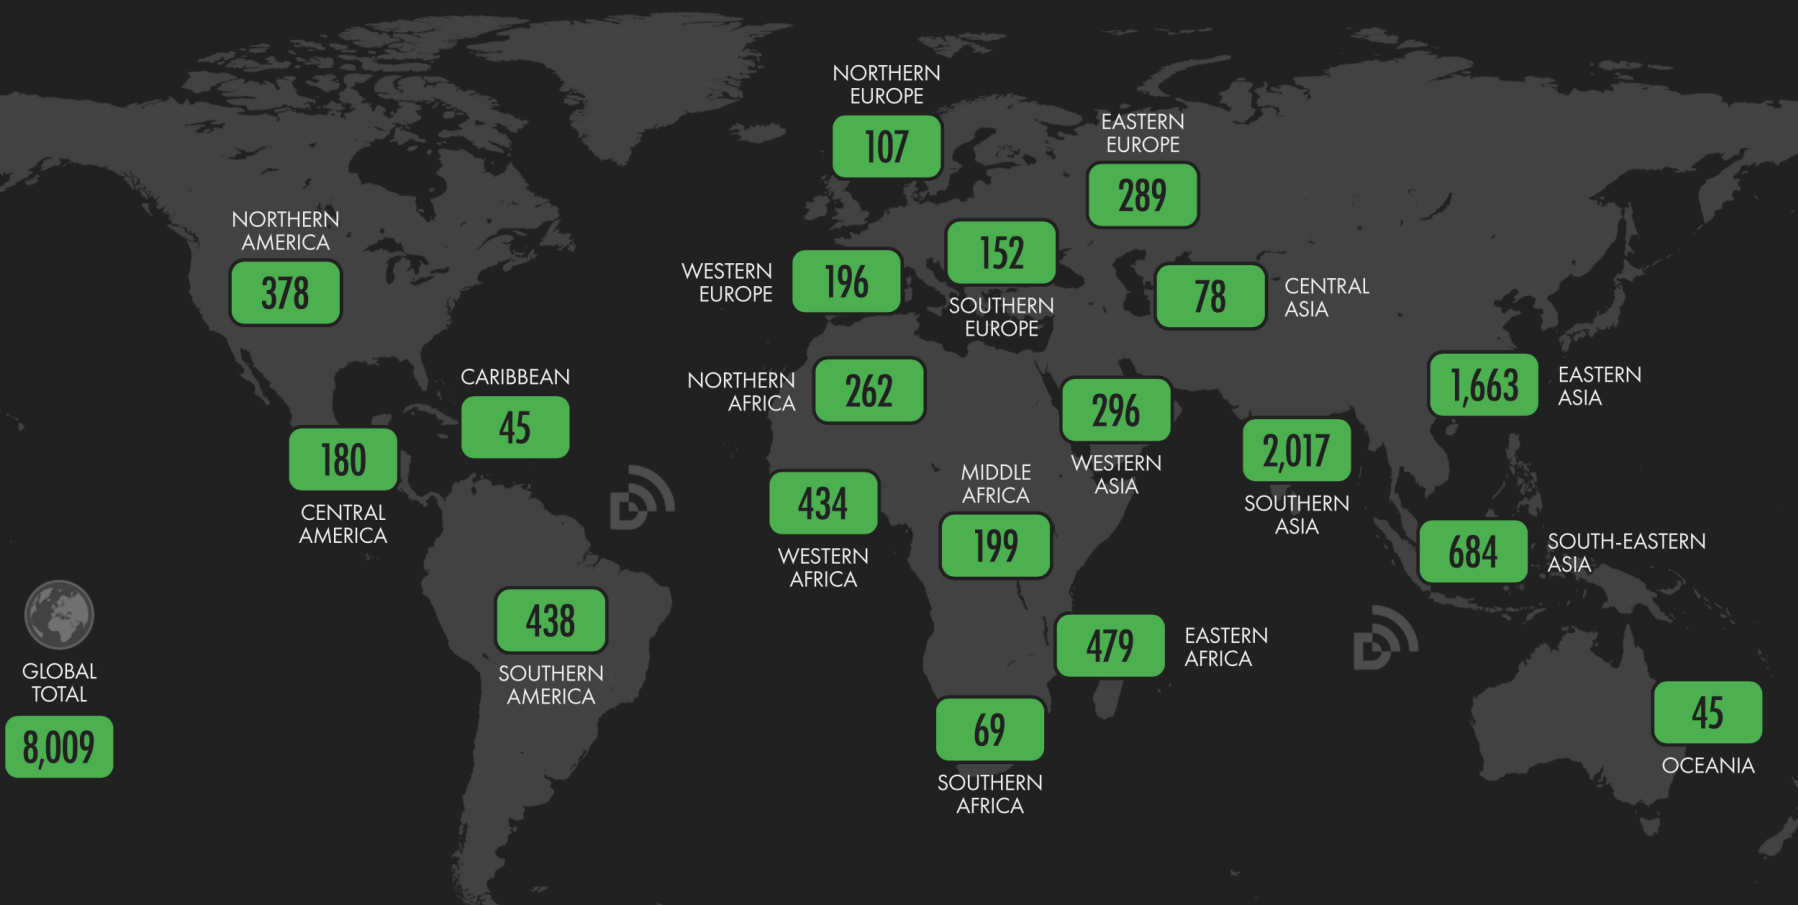 NORTHERN
EUROPE
107
EASTERN
EUROPE
289
NORTHERN
AMERICA
378
WESTERN
EUROPE
196
152
SOUTHERN
EUROPE
78
CENTRAL
ASIA
CARIBBEAN
45
NORTHERN
AFRICA
262
296
WESTERN
ASIA
1,663
EASTERN
ASIA
180
CENTRAL
AMERICA
434
WESTERN
AFRICA
MIDDLE
AFRICA
199
2,017
SOUTHERN
ASIA
684
SOUTH-EASTERN
ASIA
438
SOUTHERN
AMERICA
479
EASTERN
AFRICA
GLOBAL
TOTAL
8,009
69
SOUTHERN
AFRICA
45
OCEANIA